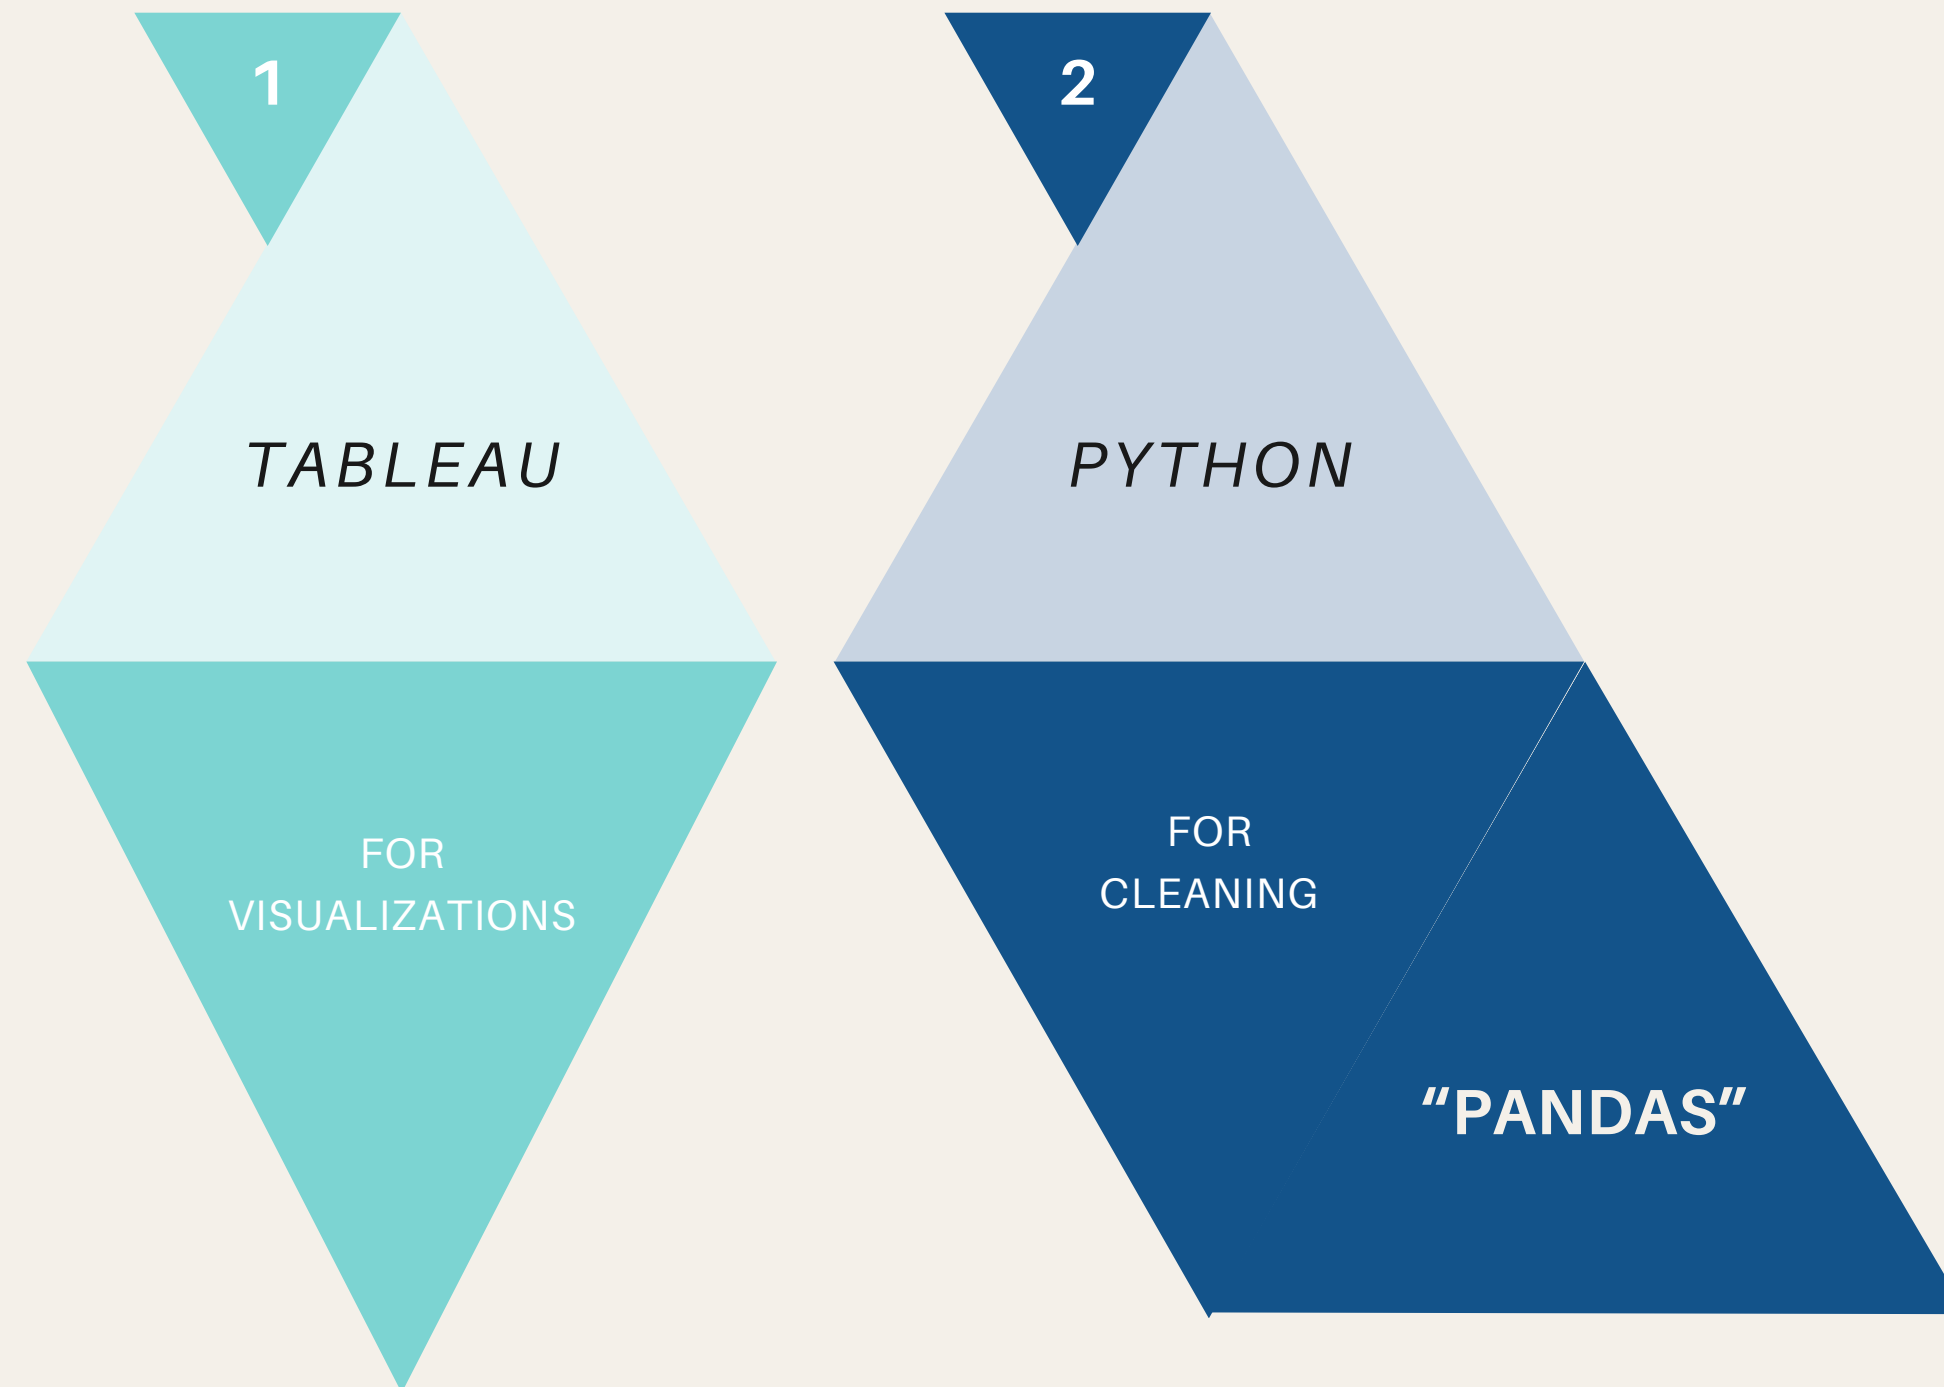 1
TABLEAU
FOR
VISUALIZATIONS
2
PYTHON
FOR
CLEANING
“PANDAS”